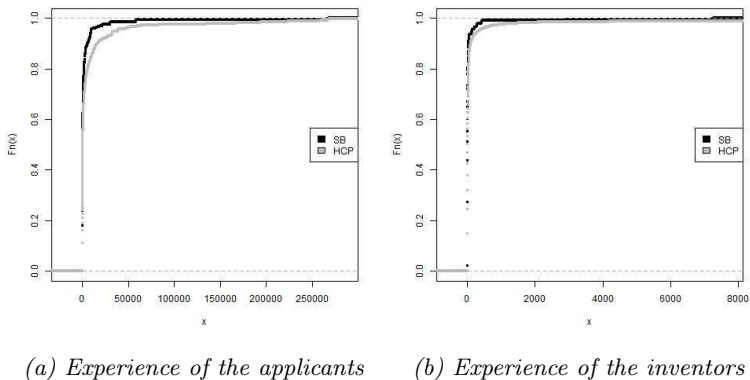 Fn(x)
1.0
0.8
0.6
0.4
0.2
0.0
SB
HCP
0 50000 100000 150000 200000 250000
x
(a) Experience of the applicants
Fn(x)
1.0
0.8
0.6
0.4
0.2
0.0
SB
HCP
0 2000 4000 6000 8000
x
(b) Experience of the inventors